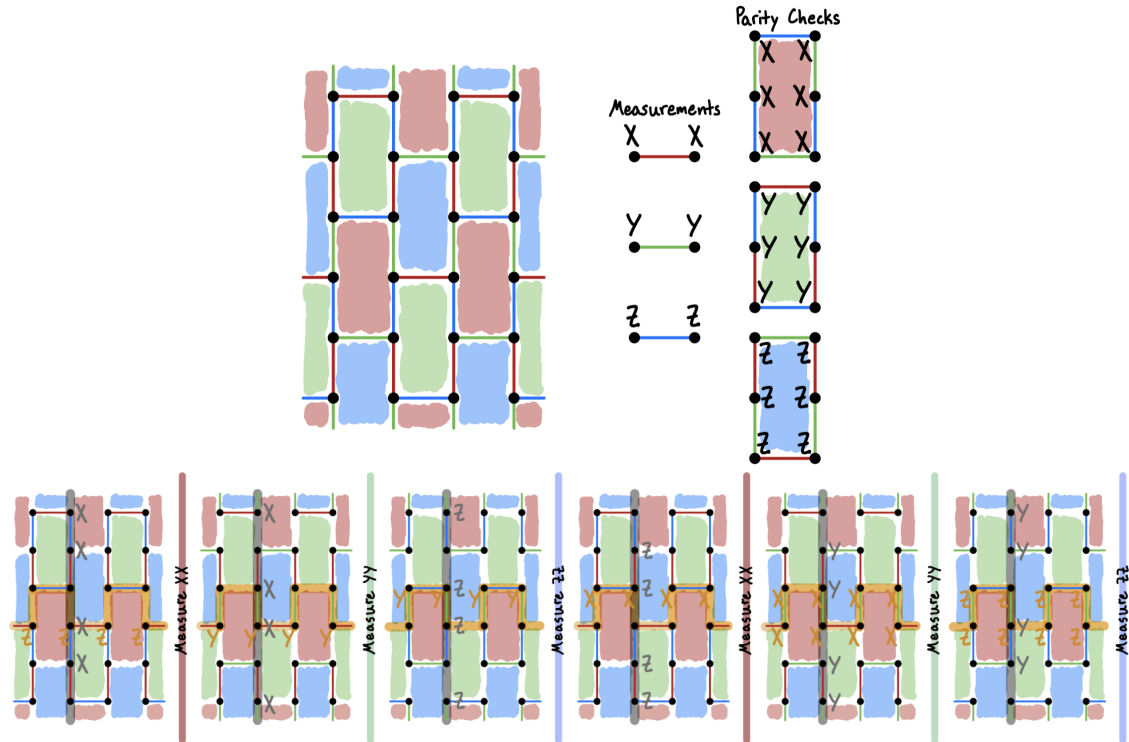 Parity Checks
X X
X X
X X
Measurements
X X
Y Y
Y Y
Y Y
Y Y
Z Z
Z Z
Z Z
Z Z
X
X
X
Z Z Z Z
X
Measure XX
X
X
X
Y Y Y Y
X
Measure YY
Z
Z
Y Y Y Y
Z
Z
Measure ZZ
Z
Z
X X X X
Z
Z
Measure XX
Y
Y
X X X X
X X X X
Y
Y
Measure YY
Y
Z Z Z Z
Y
Z Z Z Z
Y
Measure ZZ